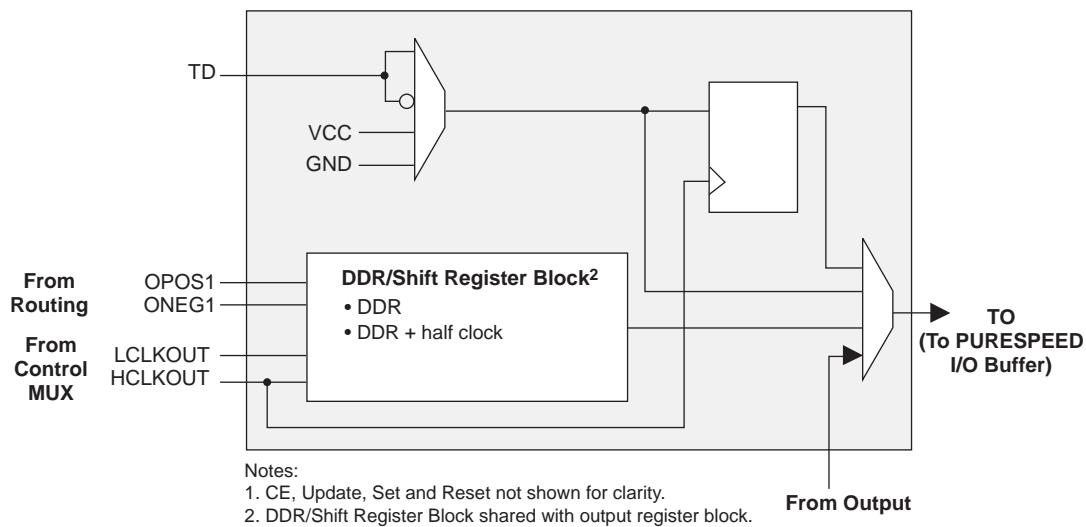 TD
VCC
GND
From
Routing
OPOS1
ONEG1
DDR/Shift Register Block2
• DDR
• DDR + half clock
From
Control
MUX
LCLKOUT
HCLKOUT
TO
(To PURESPEED
I/O Buffer)
From Output
Notes:
1. CE, Update, Set and Reset not shown for clarity.
2. DDR/Shift Register Block shared with output register block.